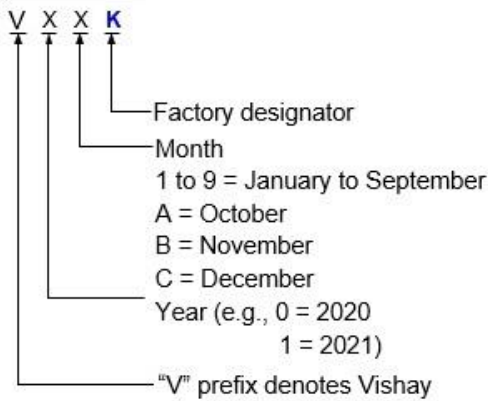 V X X K
Factory designator
Month
1 to 9 = January to September
A = October
B = November
C = December
Year (e.g., 0 = 2020
1 = 2021)
“V” prefix denotes Vishay